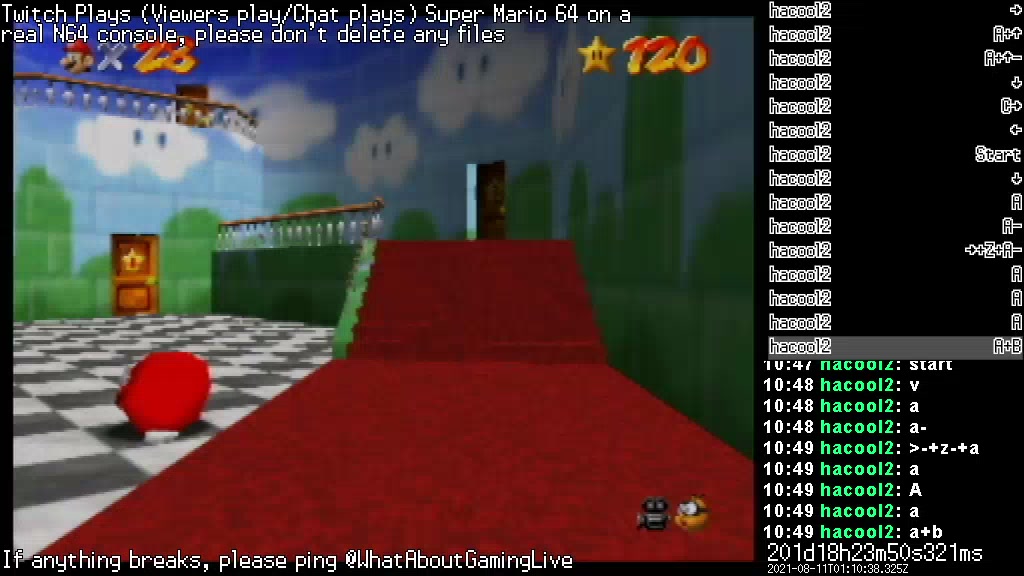 Twitch Plays (Viewers play/Chat plays) Super Mario 64 on a
real N64 console, please don't delete any files
× 28
120
hacool2 →
hacool2 A+↑
hacool2 A+↑-
hacool2 ↓
hacool2 C→
hacool2 ←
hacool2 Start
hacool2 ↓
hacool2 A
hacool2 A-
hacool2 →+Z+A-
hacool2 A
hacool2 A
hacool2 A
hacool2 A+B
10:47 hacool2: start
10:48 hacool2: v
10:48 hacool2: a
10:48 hacool2: a-
10:49 hacool2: >-+z-+a
10:49 hacool2: a
10:49 hacool2: A
10:49 hacool2: a
10:49 hacool2: a+b
201d18h23m50s321ms
2021-08-11T01:10:38.325Z
If anything breaks, please ping @WhatAboutGamingLive